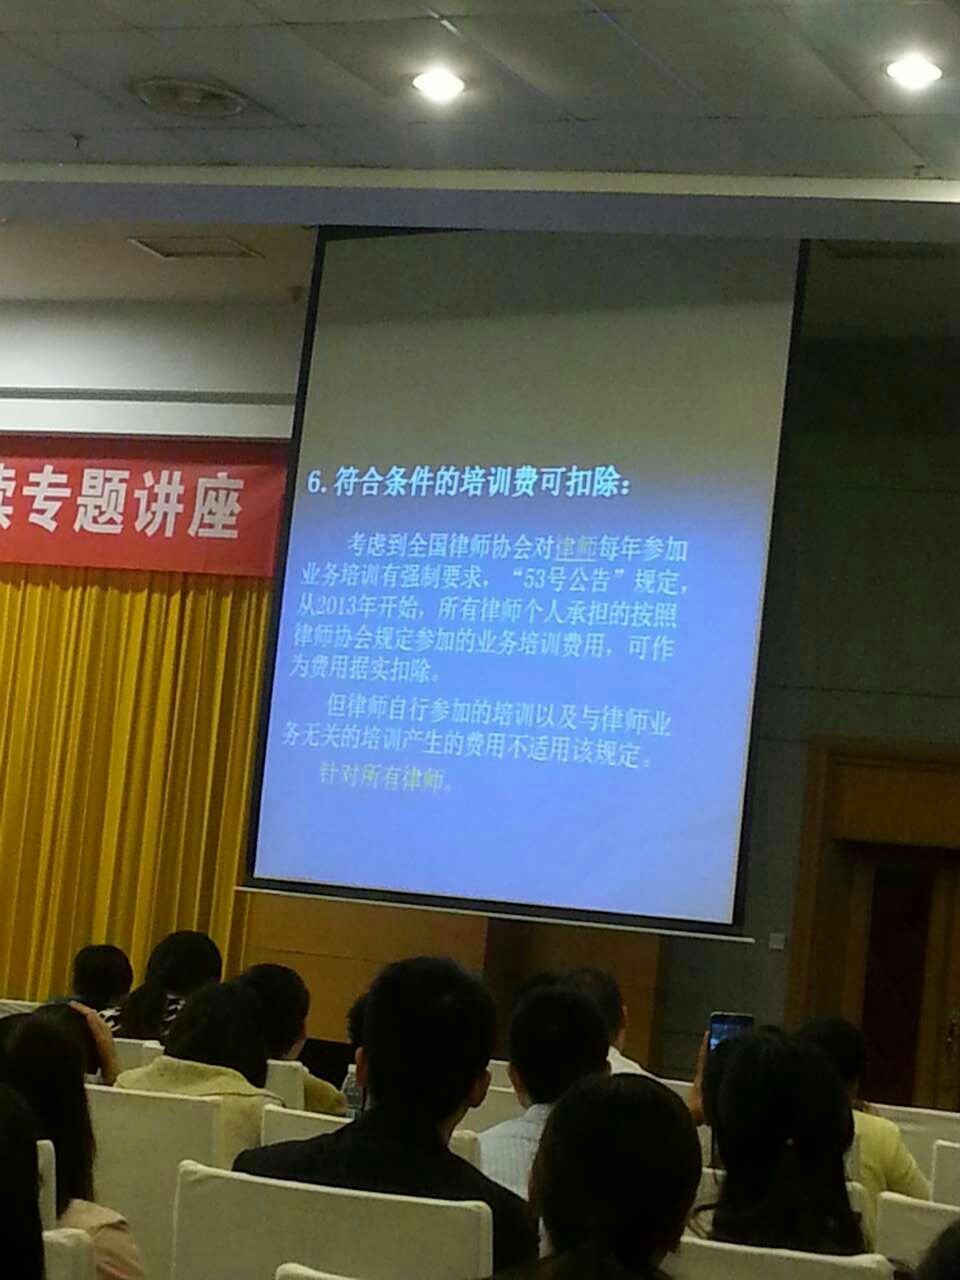 专题讲座
6.符合条件的培训费可扣除：
考虑到全国律师协会对律师每年参加
业务培训有强制要求，“53号公告”规定，
从2013年开始，所有律师个人承担的按照
律师协会规定参加的业务培训费用，可作
为费用据实扣除。
但律师自行参加的培训以及与律师业
务无关的培训产生的费用不适用该规定。
针对所有律师。